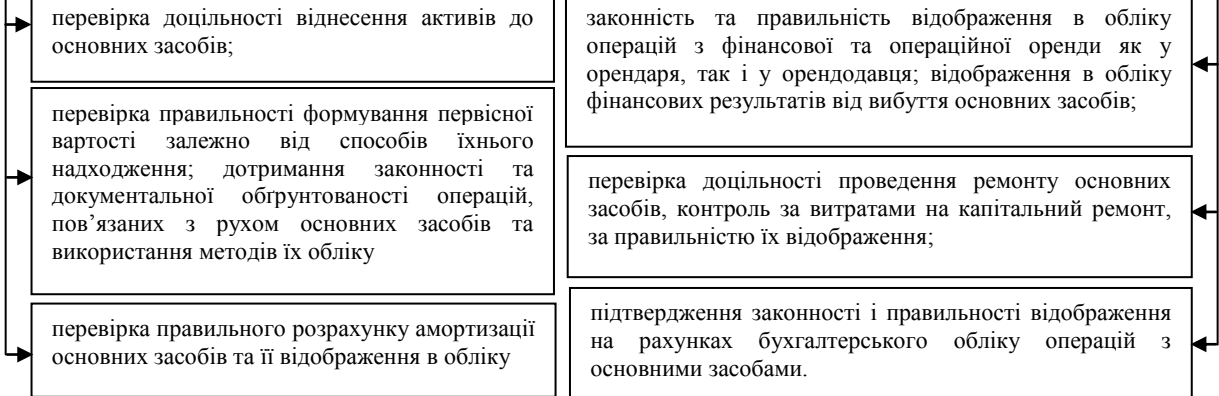 перевірка доцільності віднесення активів до
основних засобів;
перевірка правильності формування первісної
вартості залежно від способів їхнього
надходження; дотримання законності та
документальної обґрунтованості операцій,
пов’язаних з рухом основних засобів та
використання методів їх обліку
перевірка правильного розрахунку амортизації
основних засобів та її відображення в обліку
законність та правильність відображення в обліку
операцій з фінансової та операційної оренди як у
орендаря, так і у орендодавця; відображення в обліку
фінансових результатів від вибуття основних засобів;
перевірка доцільності проведення ремонту основних
засобів, контроль за витратами на капітальний ремонт,
за правильністю їх відображення;
підтвердження законності і правильності відображення
на рахунках бухгалтерського обліку операцій з
основними засобами.